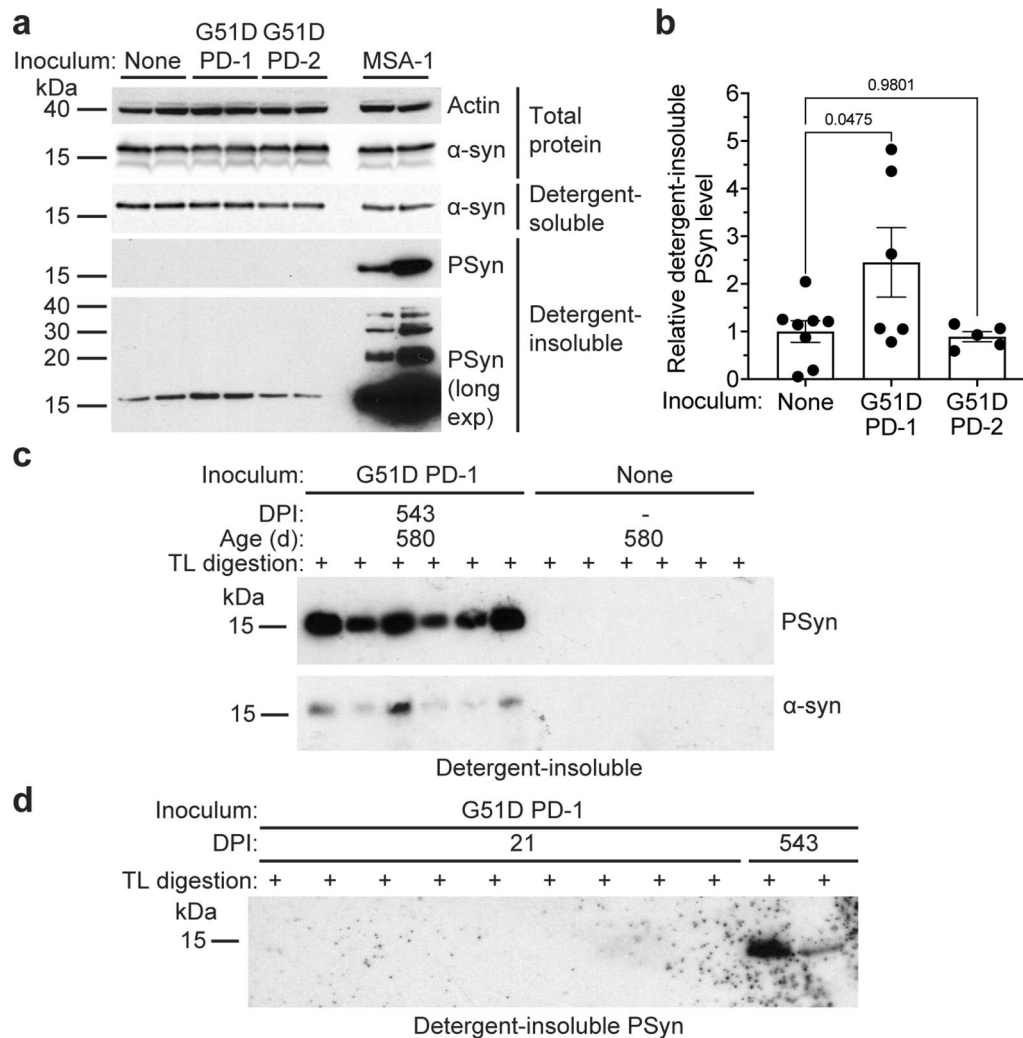 a
G51D G51D
Inoculum: None PD-1 PD-2 MSA-1
kDa
40 Actin
15 α-syn
Total protein
15 α-syn
Detergent-soluble
15 PSyn
40
30
20
15
PSyn (long exp)
Detergent-insoluble
b
0.9801
0.0475
Relative detergent-insoluble
PSyn level
6
5
4
3
2
1
0
Inoculum: None G51D G51D
PD-1 PD-2
c
Inoculum: G51D PD-1 None
DPI: 543 -
Age (d): 580 580
TL digestion: + + + + + + + + + + + +
kDa
15 PSyn
15 α-syn
Detergent-insoluble
d
Inoculum: G51D PD-1
DPI: 21 543
TL digestion: + + + + + + + + + + +
kDa
15
Detergent-insoluble PSyn